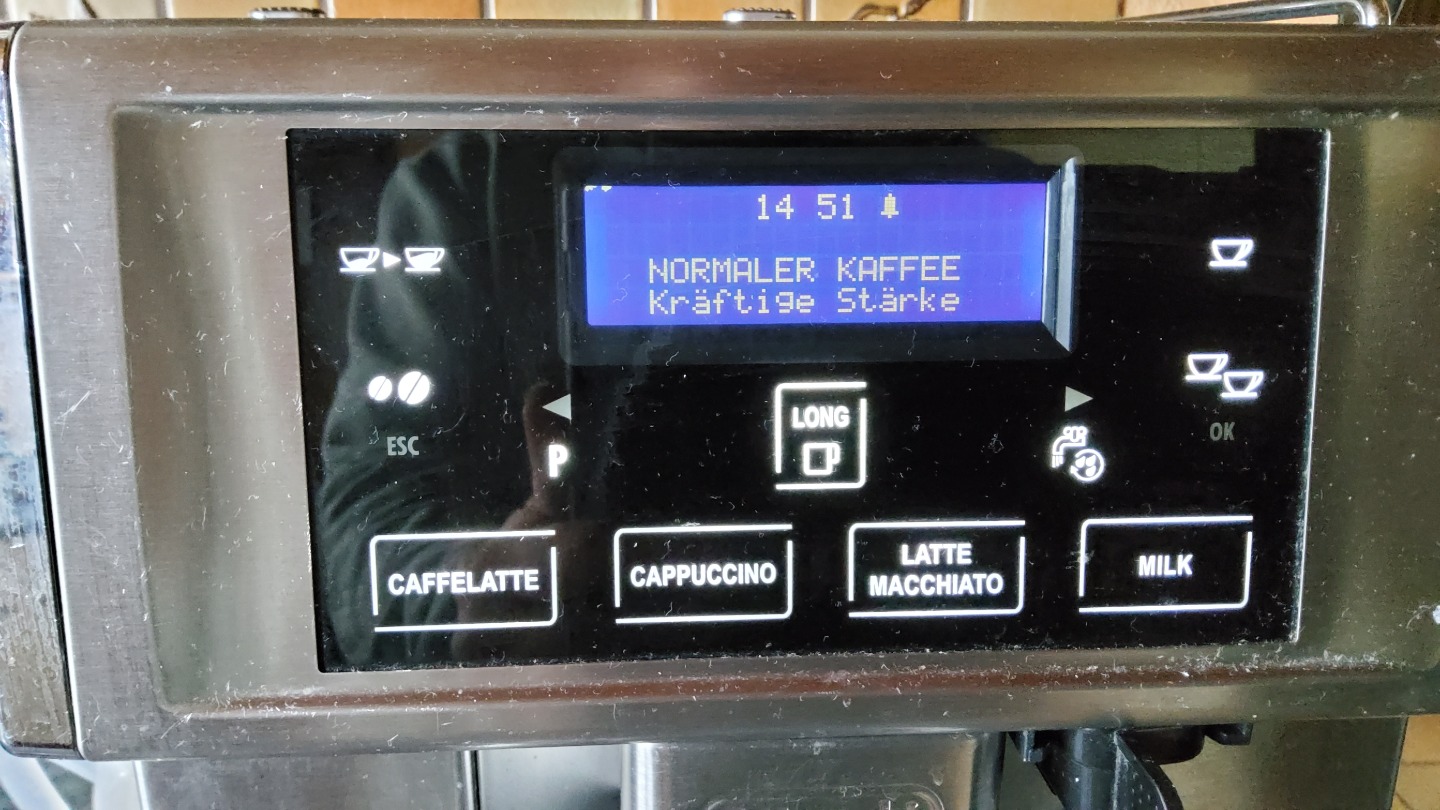 14 51
NORMALER KAFFEE
Kräftige Stärke
ESC
P
LONG
OK
CAFFELATTE
CAPPUCCINO
LATTE
MACCHIATO
MILK